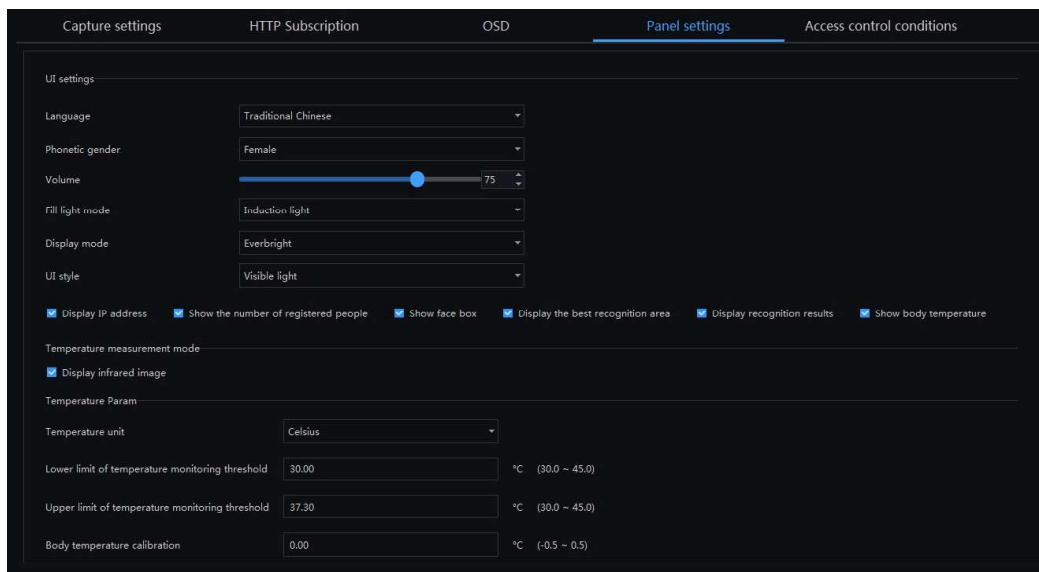 Capture settings HTTP Subscription OSD Panel settings Access control conditions
UI settings
Language Traditional Chinese
Phonetic gender Female
Volume 75
Fill light mode Induction light
Display mode Everbright
UI style Visible light
Display IP address Show the number of registered people Show face box Display the best recognition area Display recognition results Show body temperature
Temperature measurement mode
Display infrared image
Temperature Param
Temperature unit Celsius
Lower limit of temperature monitoring threshold 30.00 °C (30.0 ~ 45.0)
Upper limit of temperature monitoring threshold 37.30 °C (30.0 ~ 45.0)
Body temperature calibration 0.00 °C (-0.5 ~ 0.5)